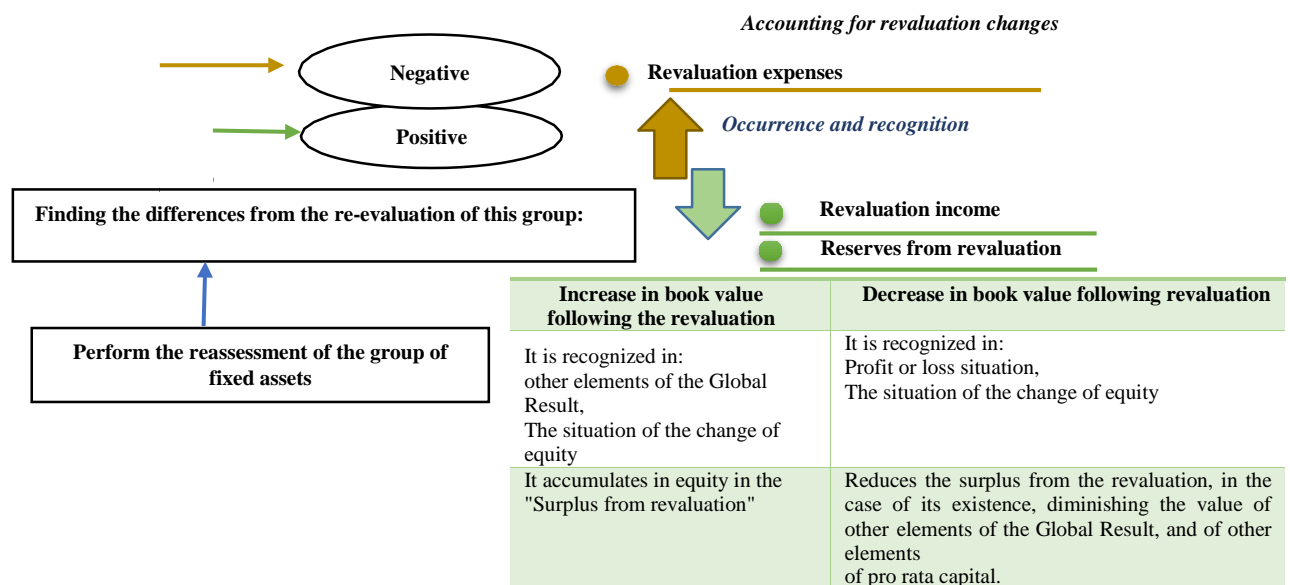 Accounting for revaluation changes
Negative
Revaluation expenses
Positive
Occurrence and recognition
Finding the differences from the re-evaluation of this group:
Revaluation income
Reserves from revaluation
Perform the reassessment of the group of
fixed assets
Increase in book value
following the revaluation
Decrease in book value following revaluation
It is recognized in:
other elements of the Global
Result,
The situation of the change of
equity
It is recognized in:
Profit or loss situation,
The situation of the change of equity
It accumulates in equity in the
"Surplus from revaluation"
Reduces the surplus from the revaluation, in the
case of its existence, diminishing the value of
other elements of the Global Result, and of other
elements
of pro rata capital.